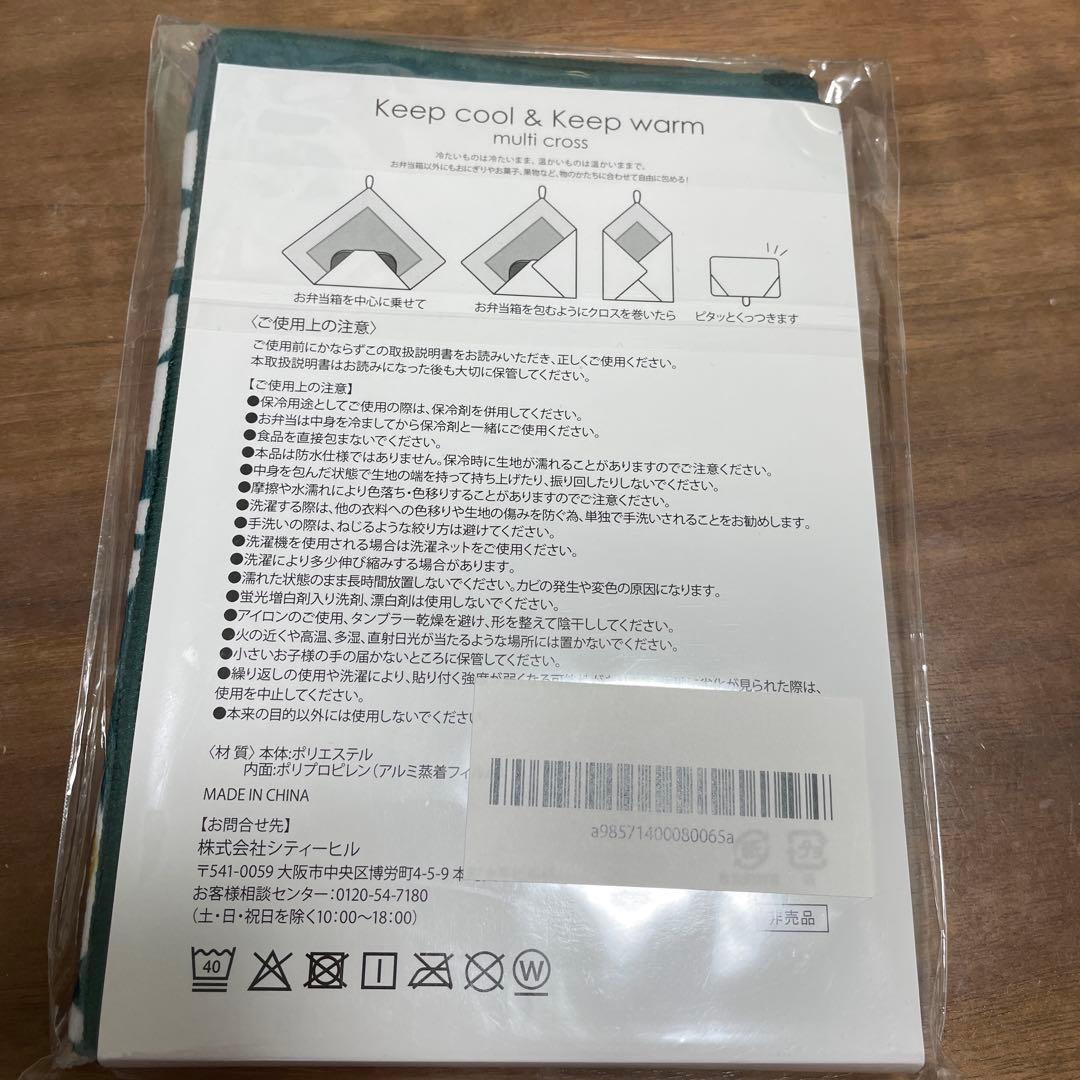 Keep cool & Keep warm
multi cross
冷たいものは冷たいまま。温かいものは温かいままで。
お弁当箱以外にもおにぎりやお菓子、果物など、物のかたちに合わせて自由に包める!
お弁当箱を中心に乗せて
お弁当箱を包むようにクロスを巻いたら
ピタッとくっつきます
〈ご使用上の注意〉
ご使用前にかならずこの取扱説明書をお読みいただき、正しくご使用ください。
本取扱説明書はお読みになった後も大切に保管してください。
【ご使用上の注意】
●保冷用途としてご使用の際は、保冷剤を併用してください。
●お弁当は中身を冷ましてから保冷剤と一緒にご使用ください。
●食品を直接包まないでください。
●本品は防水仕様ではありません。保冷時に生地が濡れることがありますのでご注意ください。
●中身を包んだ状態で生地の端を持って持ち上げたり、振り回したりしないでください。
●摩擦や水濡れにより色落ち・色移りすることがありますのでご注意ください。
●洗濯する際は、他の衣料への色移りや生地の傷みを防ぐ為、単独で手洗いされることをお勧めします。
●手洗いの際は、ねじるような絞り方は避けてください。
●洗濯機を使用される場合は洗濯ネットをご使用ください。
●洗濯により多少伸び縮みする場合があります。
●濡れた状態のまま長時間放置しないでください。カビの発生や変色の原因になります。
●蛍光増白剤入り洗剤、漂白剤は使用しないでください。
●アイロンのご使用、タンブラー乾燥を避け、形を整えて陰干ししてください。
●火の近くや高温、多湿、直射日光が当たるような場所には置かないでください。
●小さいお子様の手の届かないところに保管してください。
●繰り返しの使用や洗濯により、貼り付く強度が弱くなる可能性が 劣化が見られた際は、
使用を中止してください。
●本来の目的以外には使用しないでくださ
〈材 質〉本体:ポリエステル
内面:ポリプロピレン(アルミ蒸着フィ
MADE IN CHINA
【お問合せ先】
株式会社シティーヒル
〒541-0059 大阪市中央区博労町4-5-9 本
お客様相談センター:0120-54-7180
(土・日・祝日を除く10:00〜18:00)
a98571400080065a
非売品
40
W